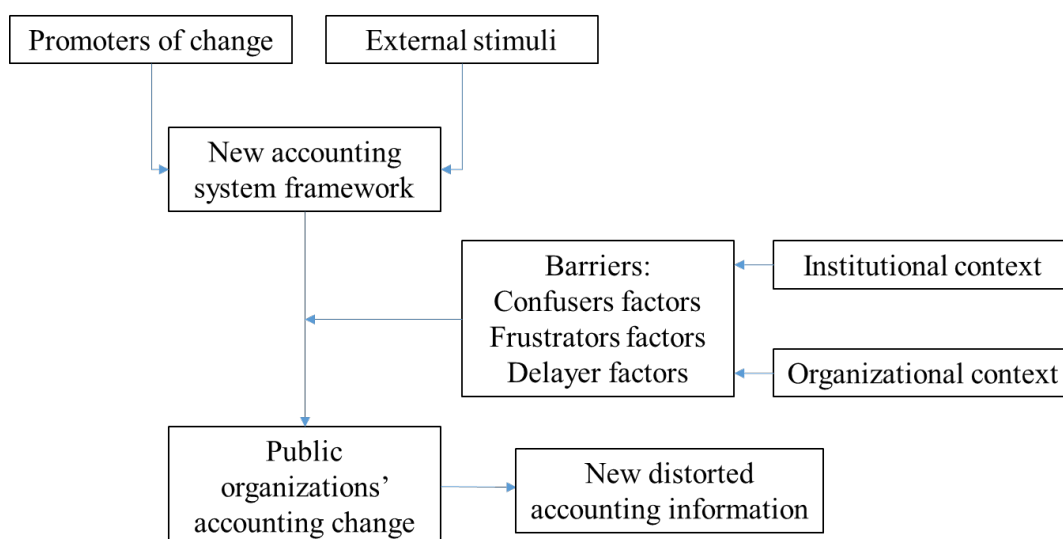 Promoters of change
External stimuli
New accounting
system framework
Barriers:
Confusers factors
Frustrators factors
Delayer factors
Institutional context
Organizational context
Public
organizations’
accounting change
New distorted
accounting information